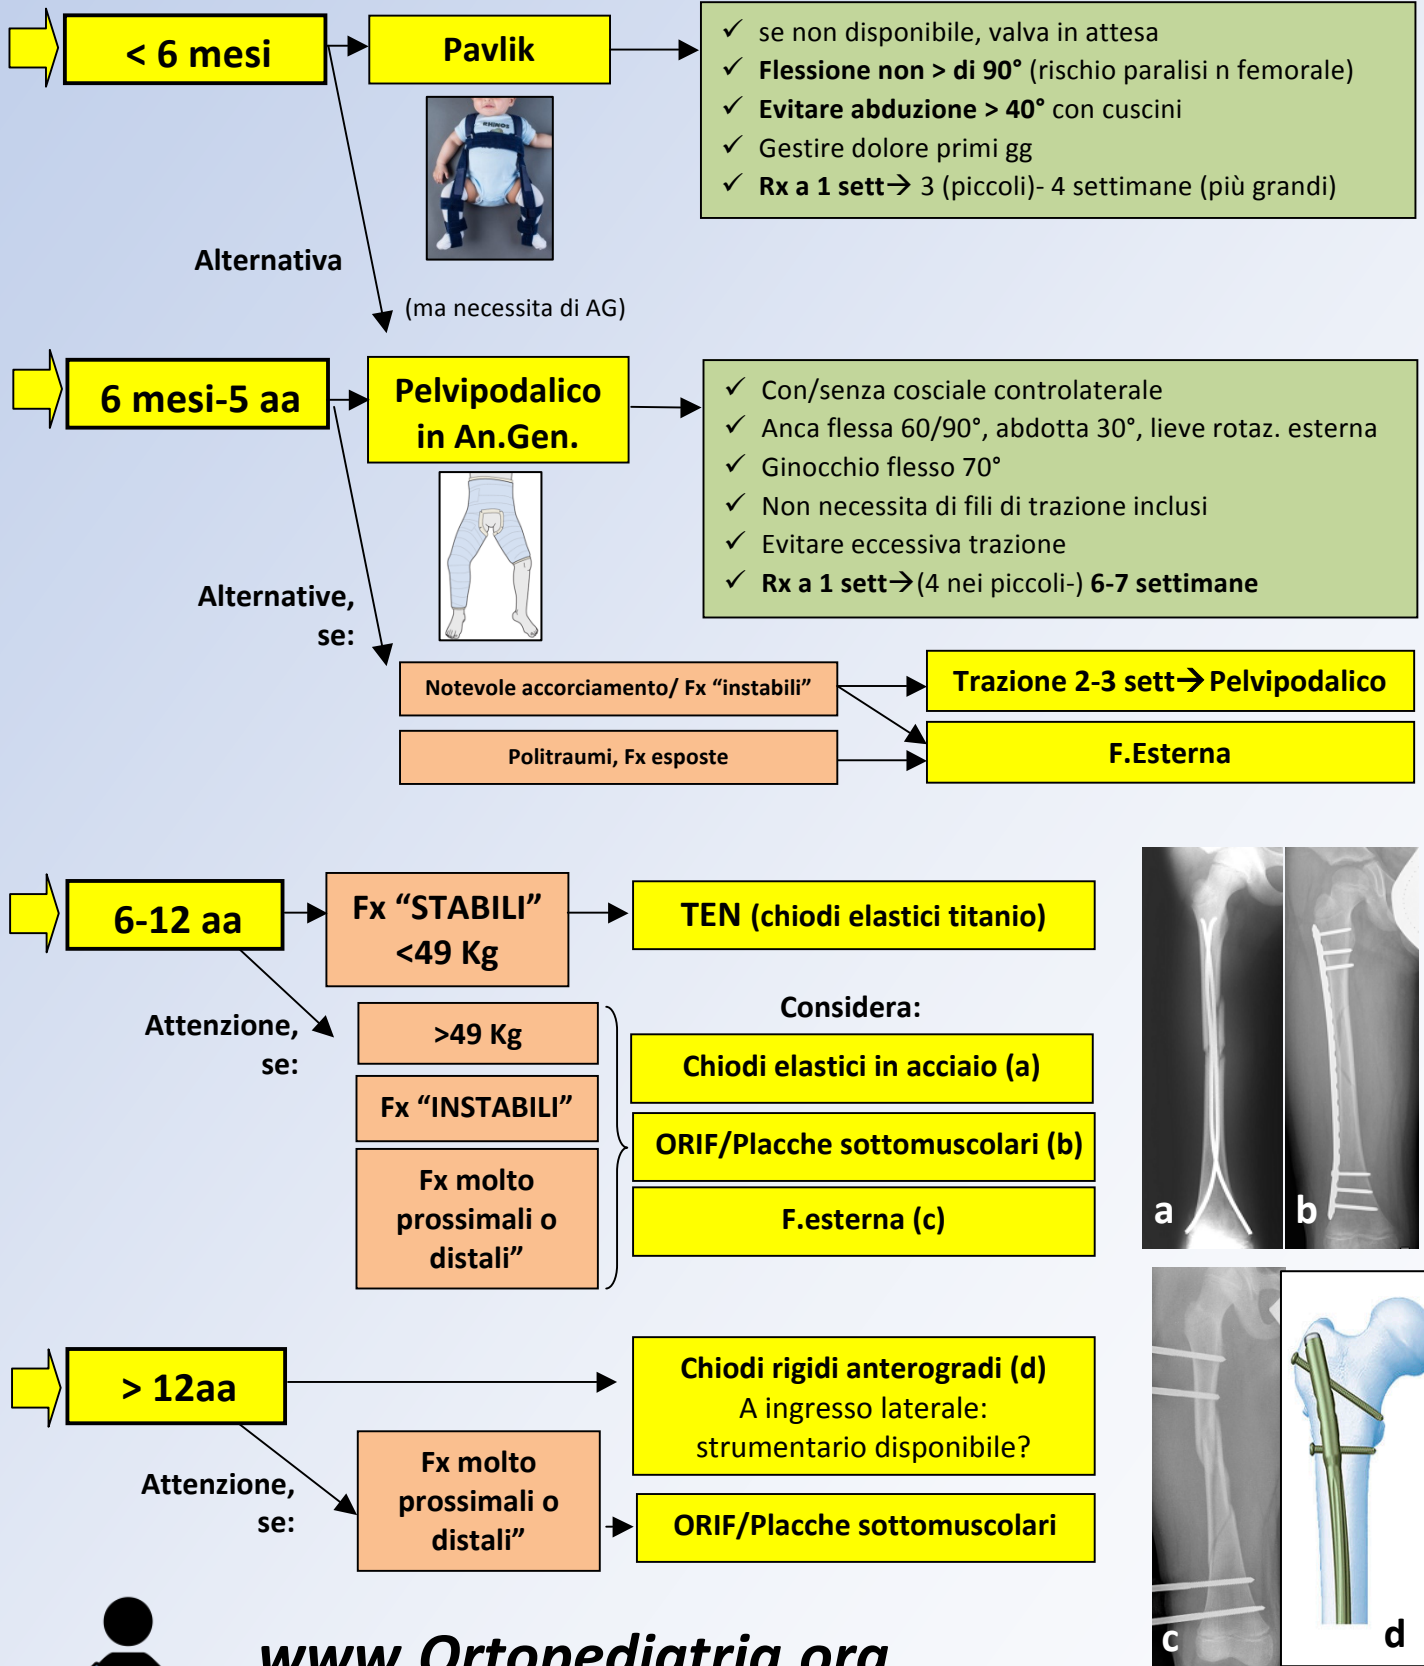 < 6 mesi
Pavlik
✓ se non disponibile, valva in attesa
✓ Flessione non > di 90° (rischio paralisi n femorale)
✓ Evitare abduzione > 40° con cuscini
✓ Gestire dolore primi gg
✓ Rx a 1 sett→ 3 (piccoli)- 4 settimane (più grandi)
RHINOS
Alternativa
(ma necessita di AG)
6 mesi-5 aa
Pelvipodalico
in An.Gen.
✓ Con/senza cosciale controlaterale
✓ Anca flessa 60/90°, abdotta 30°, lieve rotaz. esterna
✓ Ginocchio flesso 70°
✓ Non necessita di fili di trazione inclusi
✓ Evitare eccessiva trazione
✓ Rx a 1 sett→(4 nei piccoli-) 6-7 settimane
Alternative,
se:
Notevole accorciamento/ Fx “instabili”
Trazione 2-3 sett→Pelvipodalico
Politraumi, Fx esposte
F.Esterna
6-12 aa
Fx “STABILI”
<49 Kg
TEN (chiodi elastici titanio)
Attenzione,
se:
>49 Kg
Fx “INSTABILI”
Fx molto
prossimali o
distali”
Considera:
Chiodi elastici in acciaio (a)
ORIF/Placche sottomuscolari (b)
F.esterna (c)
a
b
> 12aa
Chiodi rigidi anterogradi (d)
A ingresso laterale:
strumentario disponibile?
Attenzione,
se:
Fx molto
prossimali o
distali”
ORIF/Placche sottomuscolari
c
d
www.Ortopediatria.org